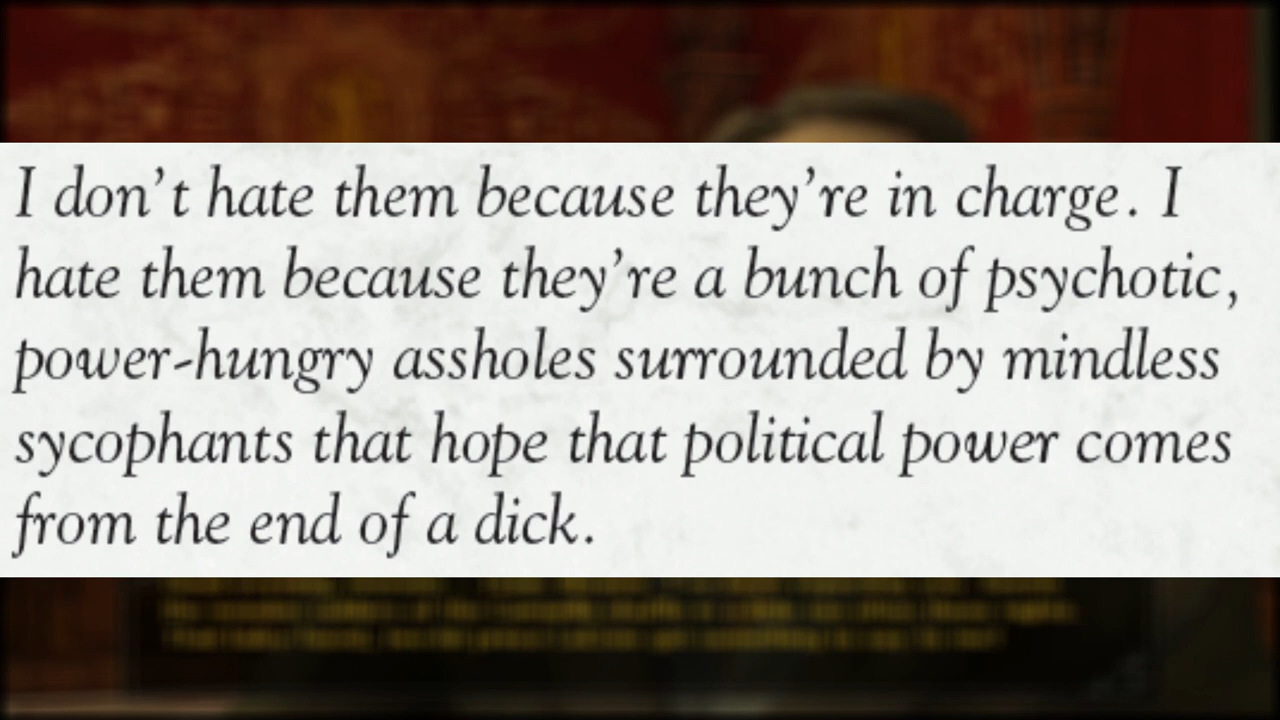 I don’t hate them because they’re in charge. I
hate them because they’re a bunch of psychotic,
power-hungry assholes surrounded by mindless
sycophants that hope that political power comes
from the end of a dick.